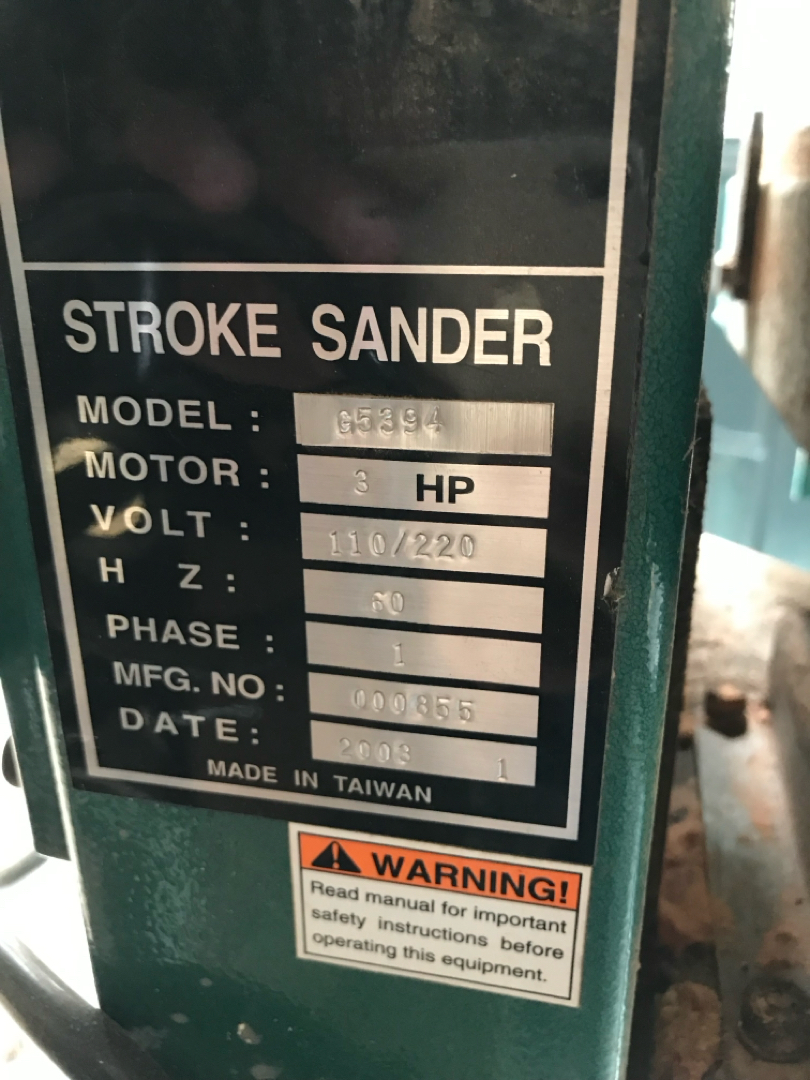 STROKE SANDER
MODEL : G5394
MOTOR : 3 HP
VOLT : 110/220
H Z : 60
PHASE : 1
MFG. NO : 000855
DATE : 2003 1
MADE IN TAIWAN
WARNING!
Read manual for important
safety instructions before
operating this equipment.